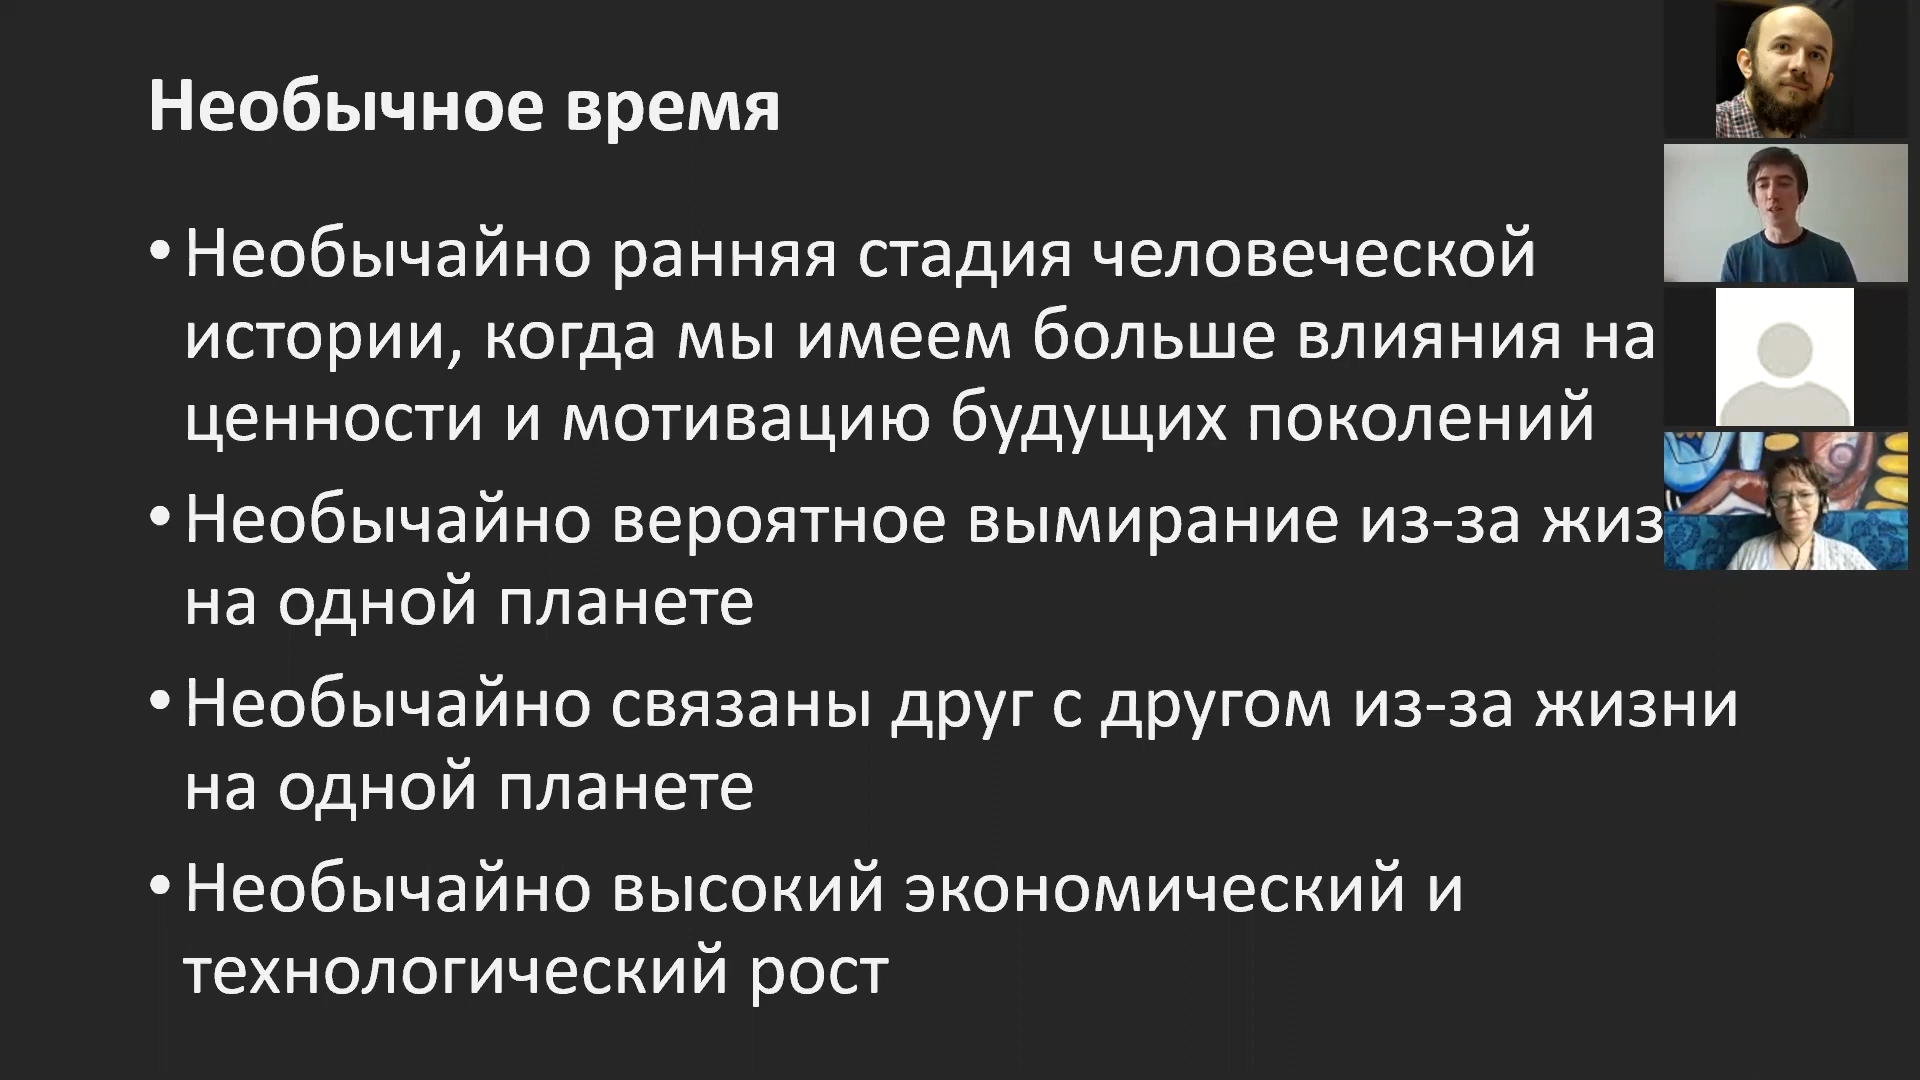 Необычное время
• Необычайно ранняя стадия человеческой
истории, когда мы имеем больше влияния на
ценности и мотивацию будущих поколений
• Необычайно вероятное вымирание из-за жиз
на одной планете
• Необычайно связаны друг с другом из-за жизни
на одной планете
• Необычайно высокий экономический и
технологический рост